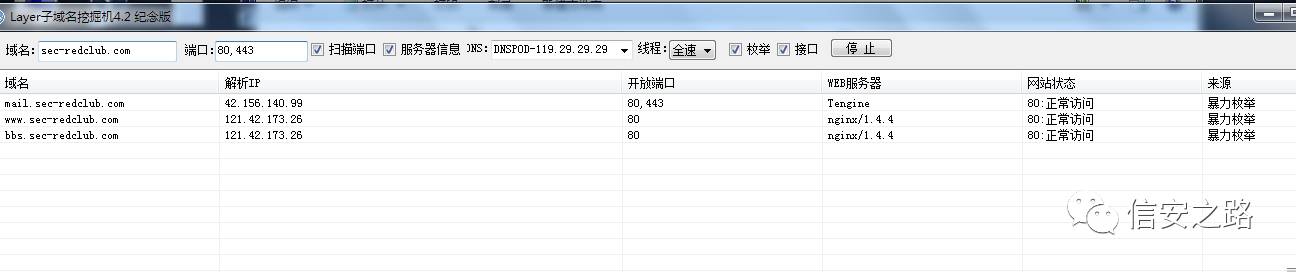 Layer子域名挖掘机4.2 纪念版
域名: sec-redclub.com 端口: 80,443 扫描端口 服务器信息 DNS: DNSPOD-119.29.29.29 线程: 全速 枚举 接口 停 止
域名 解析IP 开放端口 WEB服务器 网站状态 来源
mail.sec-redclub.com 42.156.140.99 80,443 Tengine 80:正常访问 暴力枚举
www.sec-redclub.com 121.42.173.26 80 nginx/1.4.4 80:正常访问 暴力枚举
bbs.sec-redclub.com 121.42.173.26 80 nginx/1.4.4 80:正常访问 暴力枚举
信安之路